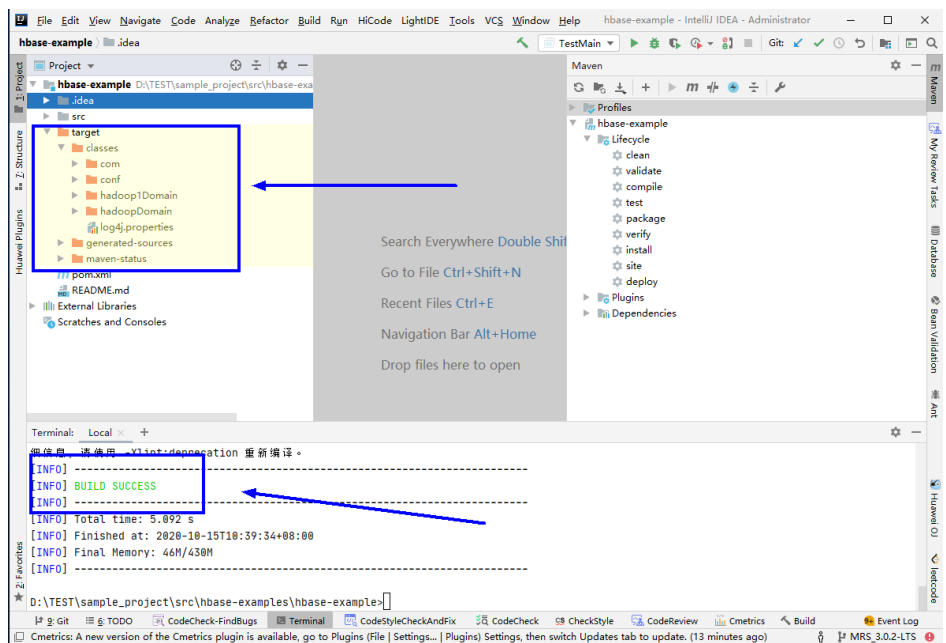 File Edit View Navigate Code Analyze Refactor Build Run HiCode LightIDE Tools VCS Window Help hbase-example - IntelliJ IDEA - Administrator
hbase-example .idea TestMain Git:
Project
hbase-example D:\TEST\sample_project\src\hbase-exa
.idea
src
target
classes
com
conf
hadoop1Domain
hadoopDomain
log4j.properties
generated-sources
maven-status
pom.xml
README.md
External Libraries
Scratches and Consoles
Search Everywhere Double Shif
Go to File Ctrl+Shift+N
Recent Files Ctrl+E
Navigation Bar Alt+Home
Drop files here to open
Maven
Profiles
hbase-example
Lifecycle
clean
validate
compile
test
package
verify
install
site
deploy
Plugins
Dependencies
1: Project
Z: Structure
Huawei Plugins
2: Favorites
Maven
My Review Tasks
Database
Bean Validation
Ant
Huawei OJ
leetcode
Terminal: Local × +
细信息, 请使用 -Xlint:deprecation 重新编译。
[INFO] ------------------------------------------------------------------------
[INFO] BUILD SUCCESS
[INFO] ------------------------------------------------------------------------
[INFO] Total time: 5.092 s
[INFO] Finished at: 2020-10-15T10:39:34+08:00
[INFO] Final Memory: 46M/430M
[INFO] ------------------------------------------------------------------------
D:\TEST\sample_project\src\hbase-examples\hbase-example>
9: Git 6: TODO CodeCheck-FindBugs Terminal CodeStyleCheckAndFix CodeCheck CS CheckStyle CodeReview Cmetrics Build Event Log
Cmetrics: A new version of the Cmetrics plugin is available, go to Plugins (File | Settings... | Plugins) Settings, then switch Updates tab to update. (13 minutes ago) MRS_3.0.2-LTS